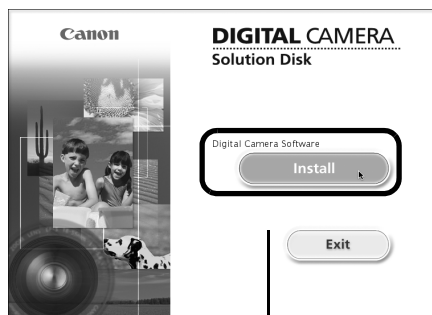 Canon
DIGITAL CAMERA
Solution Disk
Digital Camera Software
Install
Exit